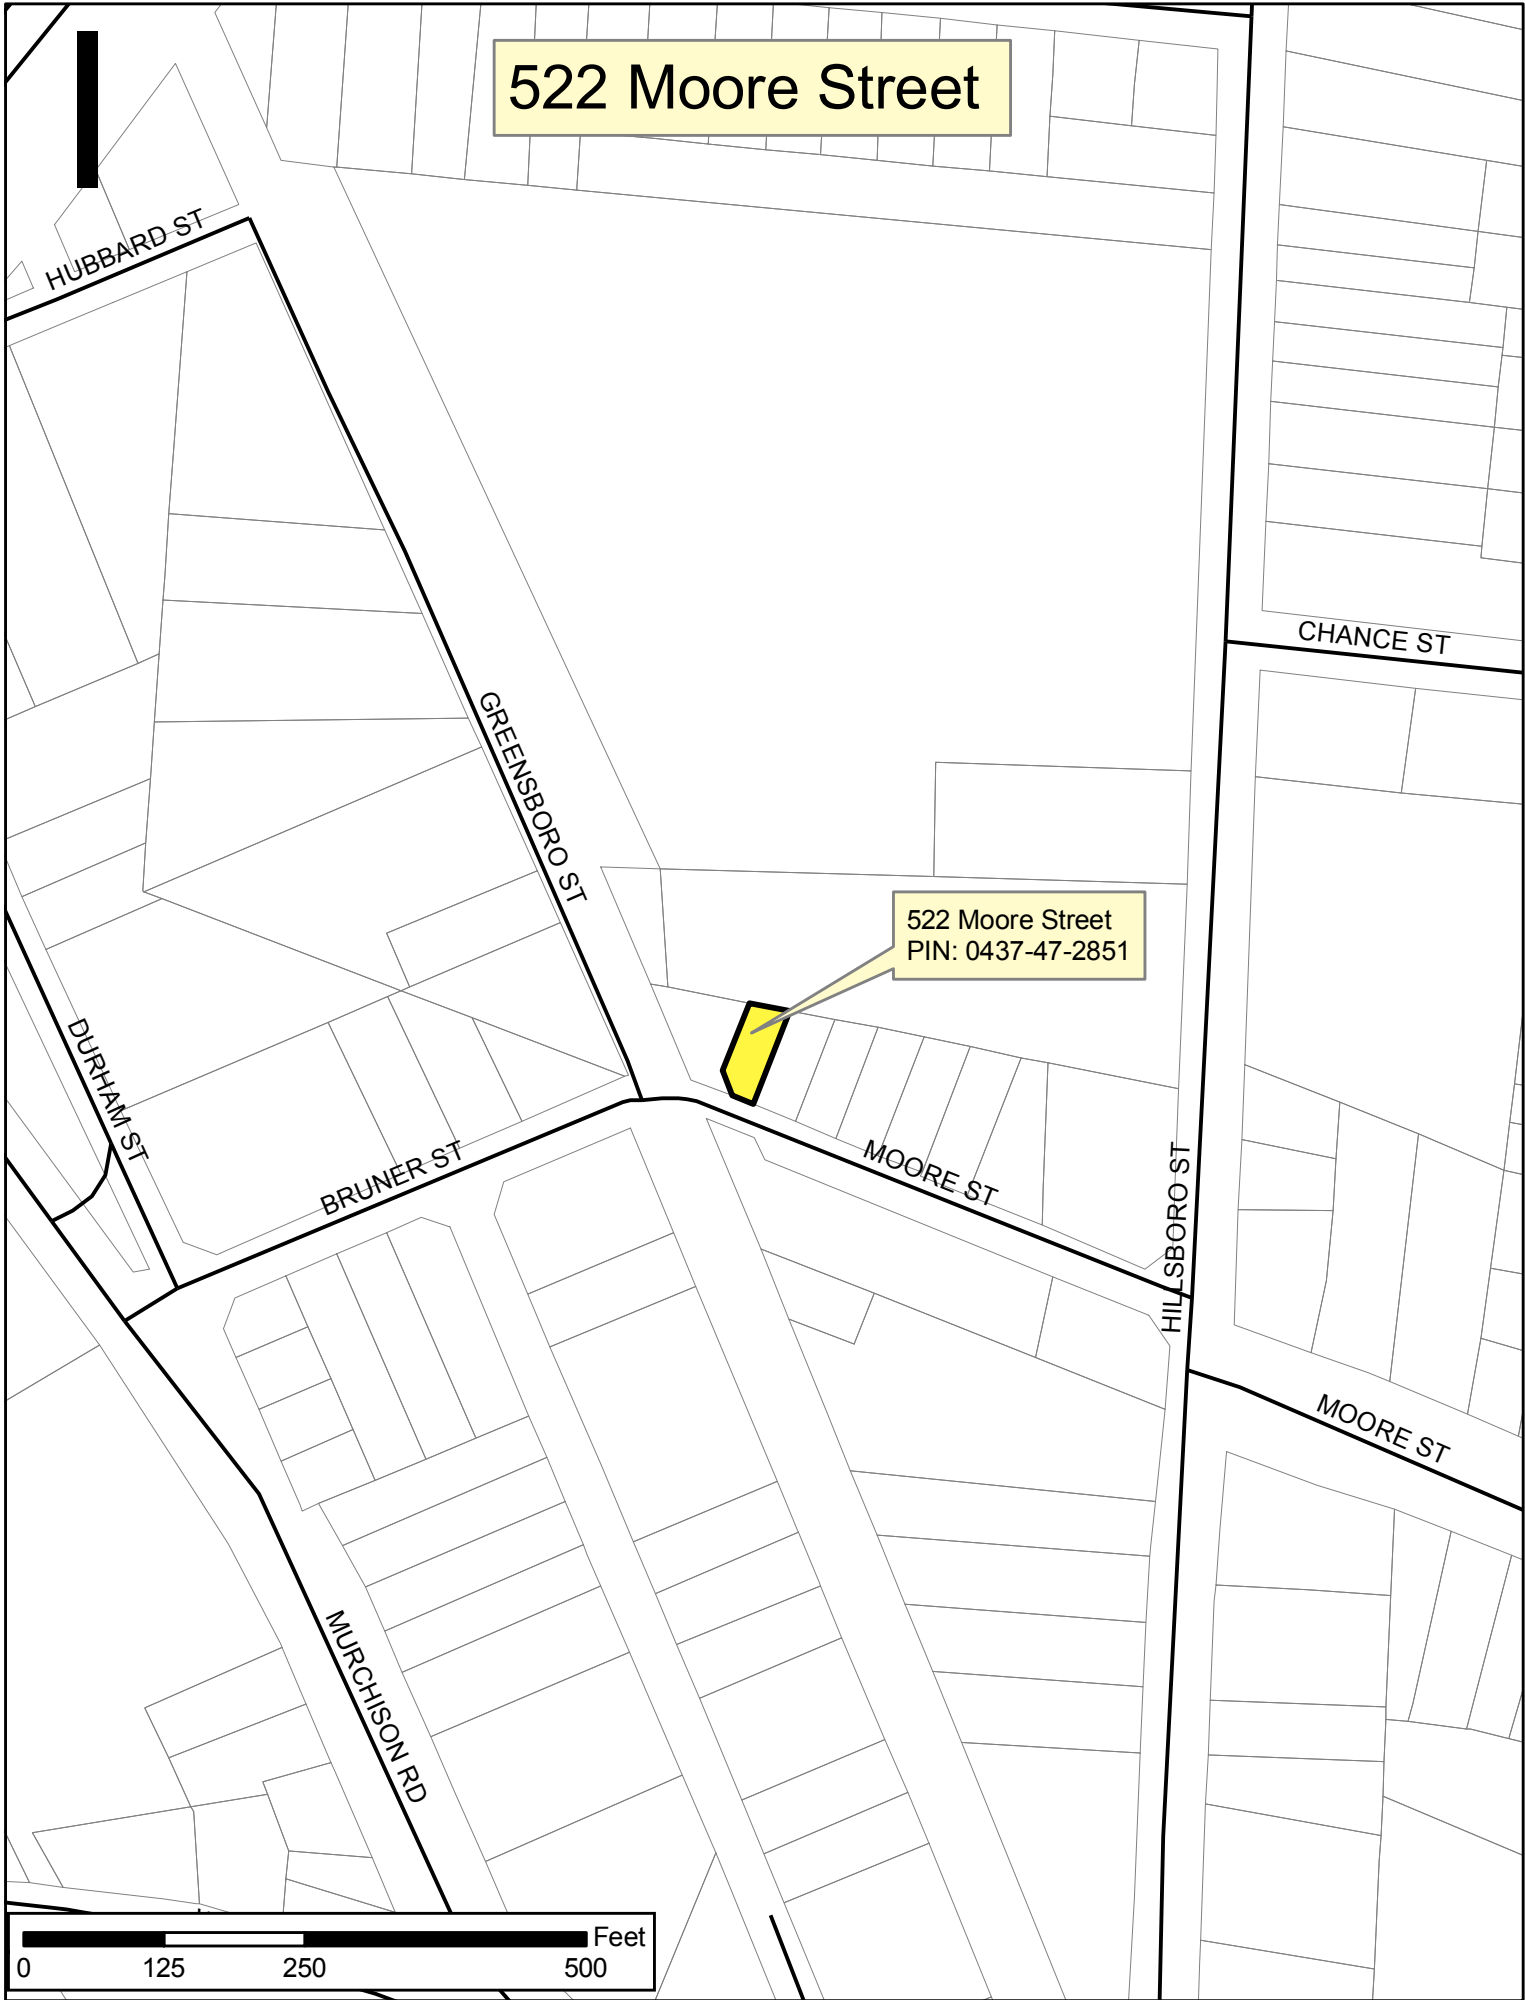 522 Moore Street
HUBBARD ST
CHANCE ST
GREENSBORO ST
522 Moore Street
PIN: 0437-47-2851
DURHAM ST
BRUNER ST
MOORE ST
HILLSBORO ST
MOORE ST
MURCHISON RD
Feet
0 125 250 500